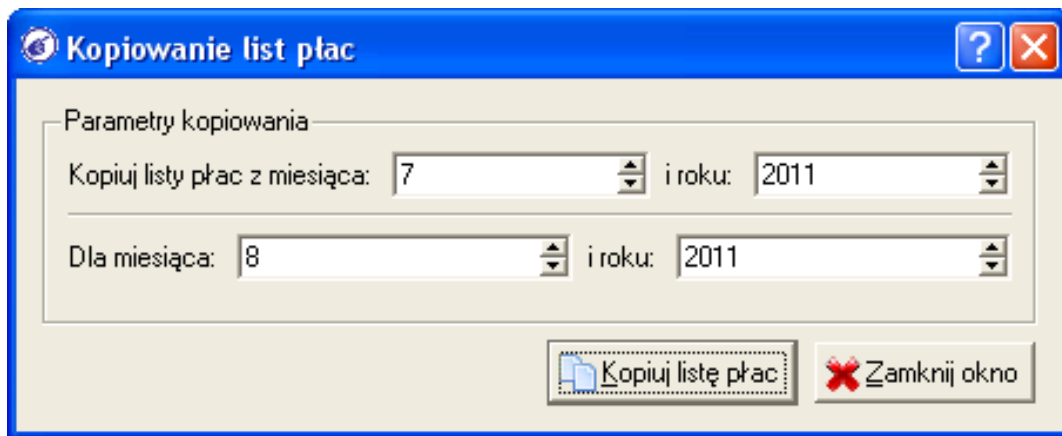 Kopiowanie list płac
Parametry kopiowania
Kopiuj listy płac z miesiąca: 7 i roku: 2011
Dla miesiąca: 8 i roku: 2011
Kopiuj listę płac Zamknij okno